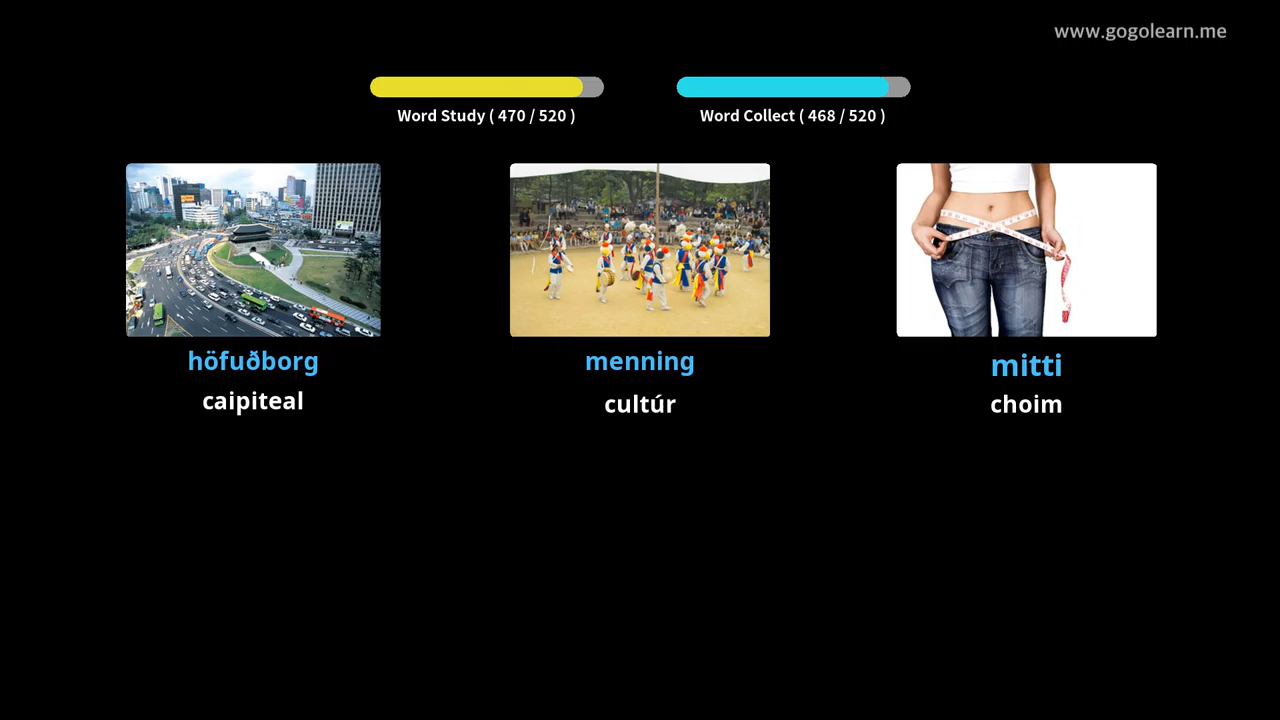 www.gogolearn.me
Word Study ( 470 / 520 )
Word Collect ( 468 / 520 )
höfuðborg
caipiteal
menning
cultúr
mitti
choim